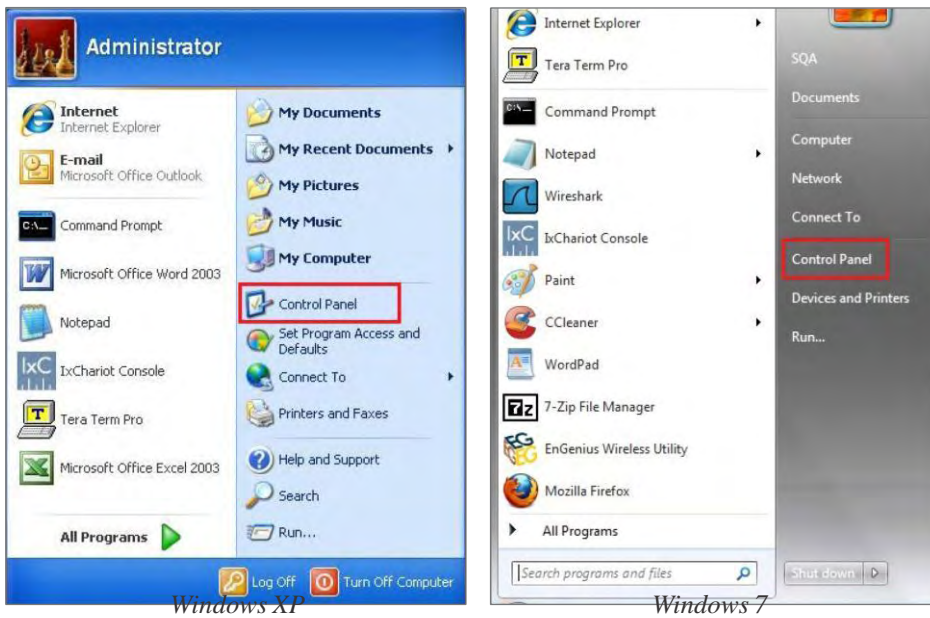 Administrator
Internet
Internet Explorer
E-mail
Microsoft Office Outlook
C:\_
Command Prompt
W
Microsoft Office Word 2003
Notepad
IxC
IxChariot Console
T
Tera Term Pro
Microsoft Office Excel 2003
All Programs
My Documents
My Recent Documents
My Pictures
My Music
My Computer
Control Panel
Set Program Access and
Defaults
Connect To
Printers and Faxes
Help and Support
Search
Run...
Log Off
Turn Off Computer
Windows XP
Internet Explorer
T
Tera Term Pro
C:\_
Command Prompt
Notepad
Wireshark
IxC
IxChariot Console
Paint
CCleaner
WordPad
7z
7-Zip File Manager
EnGenius Wireless Utility
Mozilla Firefox
All Programs
Search programs and files
SQA
Documents
Computer
Network
Connect To
Control Panel
Devices and Printers
Run...
Shut down
Windows 7